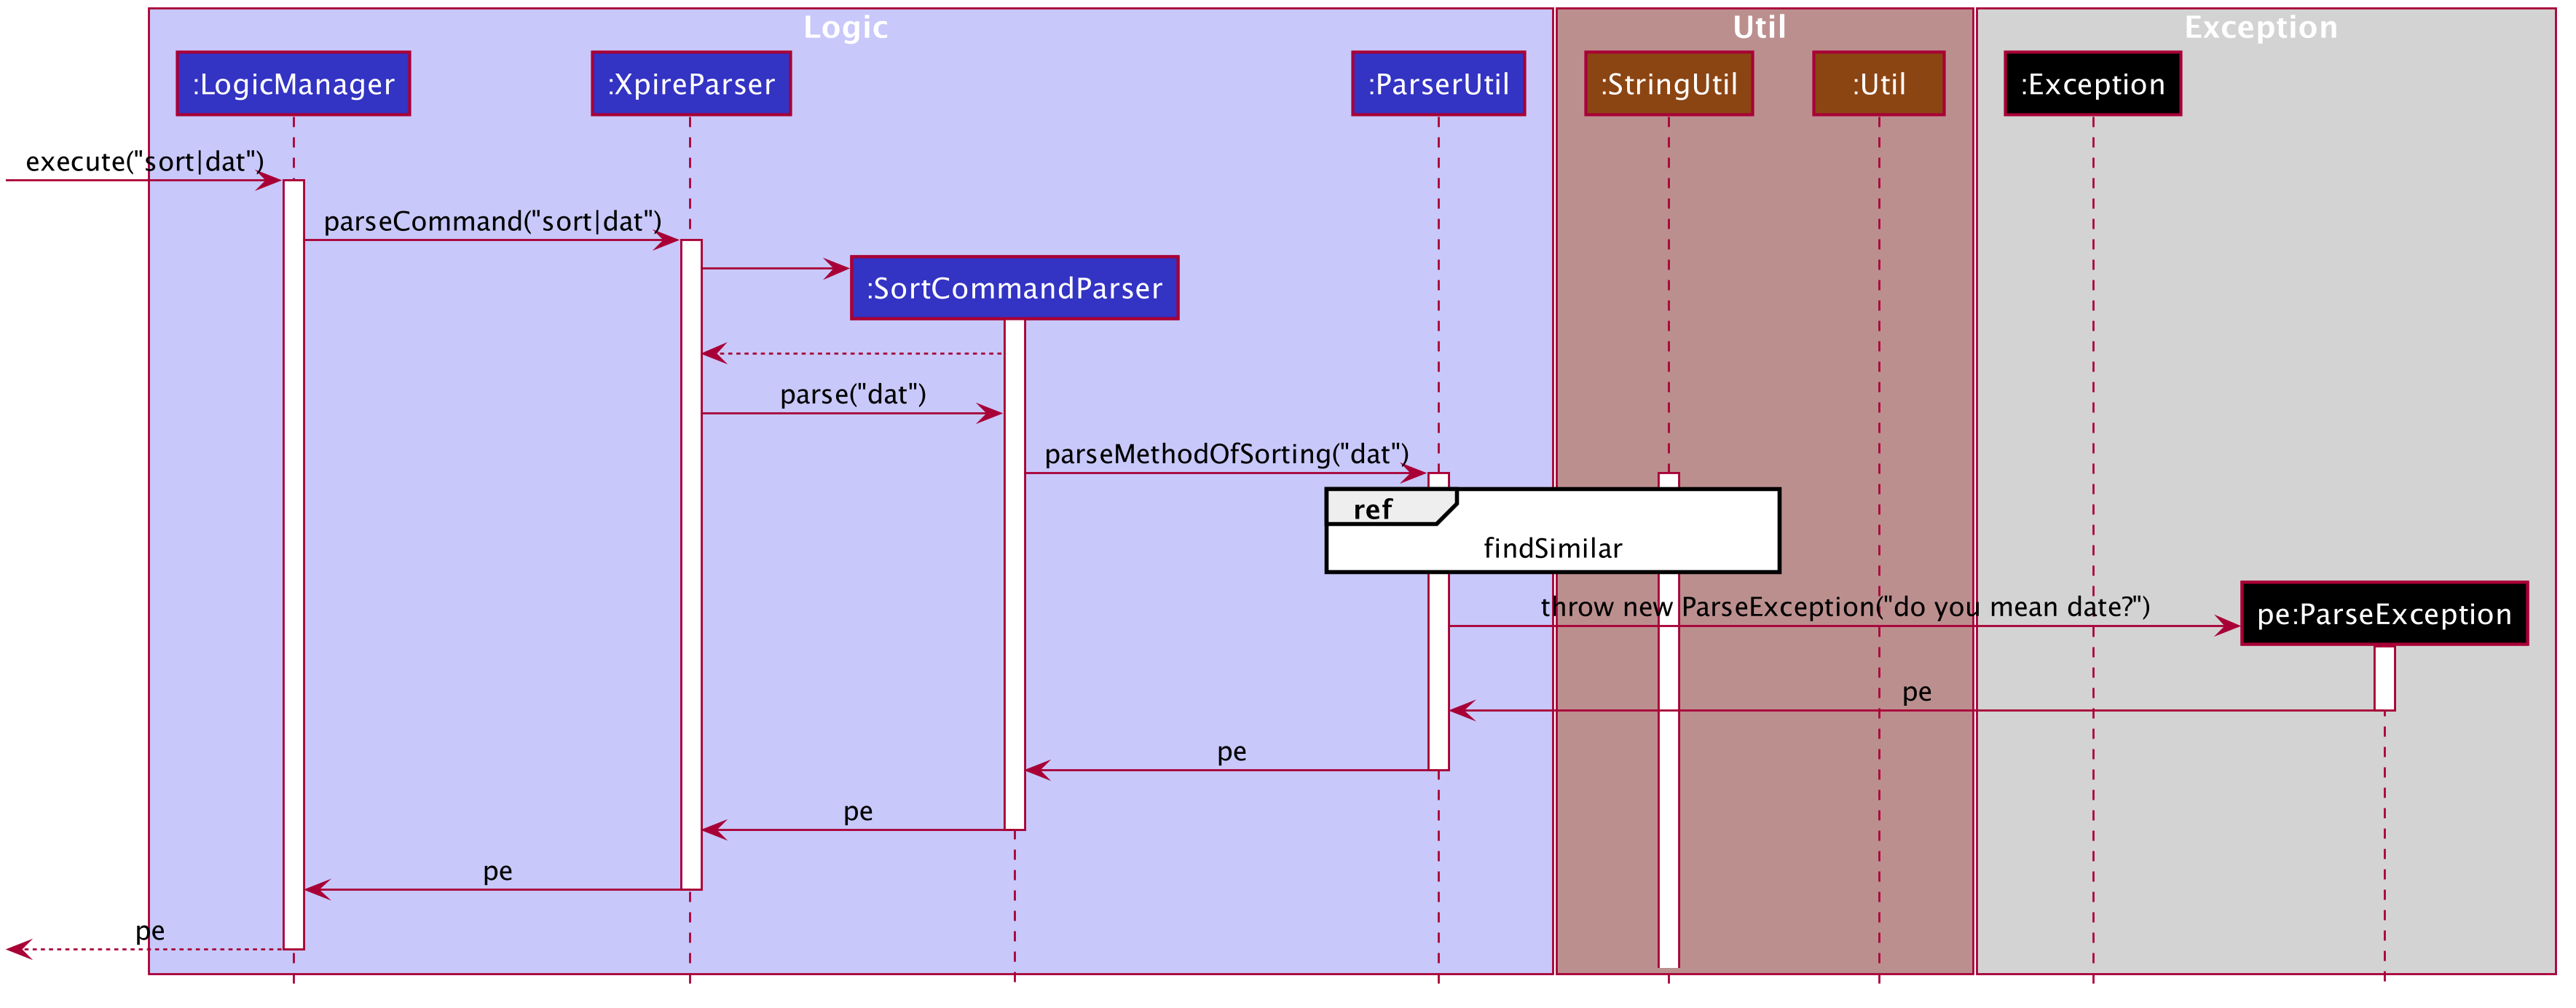 Logic
Util
Exception
:LogicManager
:XpireParser
:ParserUtil
:StringUtil
:Util
:Exception
execute("sort|dat")
parseCommand("sort|dat")
:SortCommandParser
parse("dat")
parseMethodOfSorting("dat")
ref
findSimilar
throw new ParseException("do you mean date?")
pe:ParseException
pe
pe
pe
pe
pe